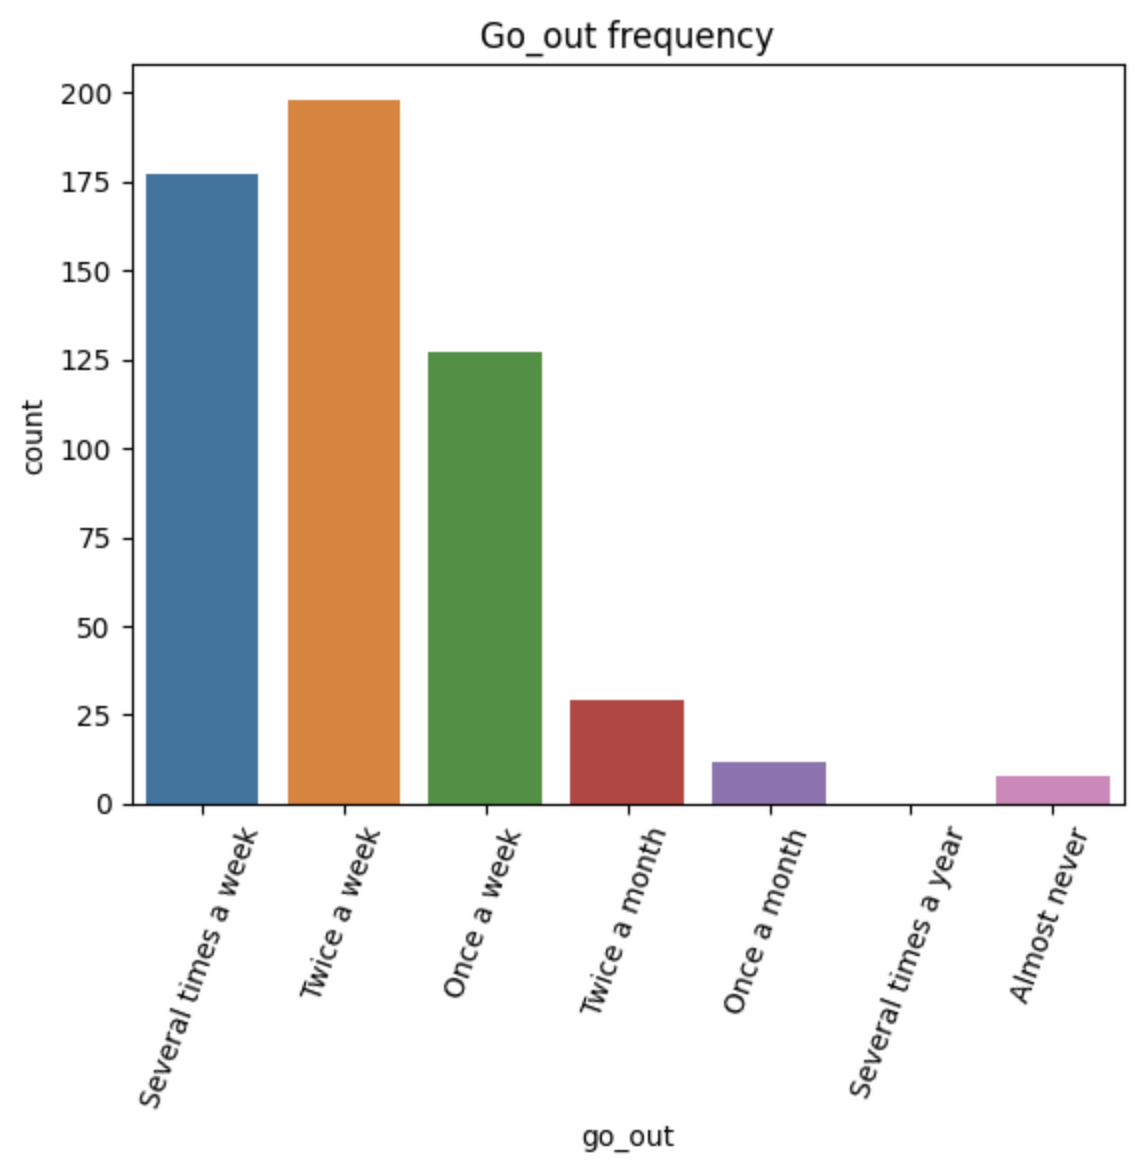 Go_out frequency
200
175
150
125
100
75
50
25
0
count
Several times a week
Twice a week
Once a week
Twice a month
Once a month
Several times a year
Almost never
go_out